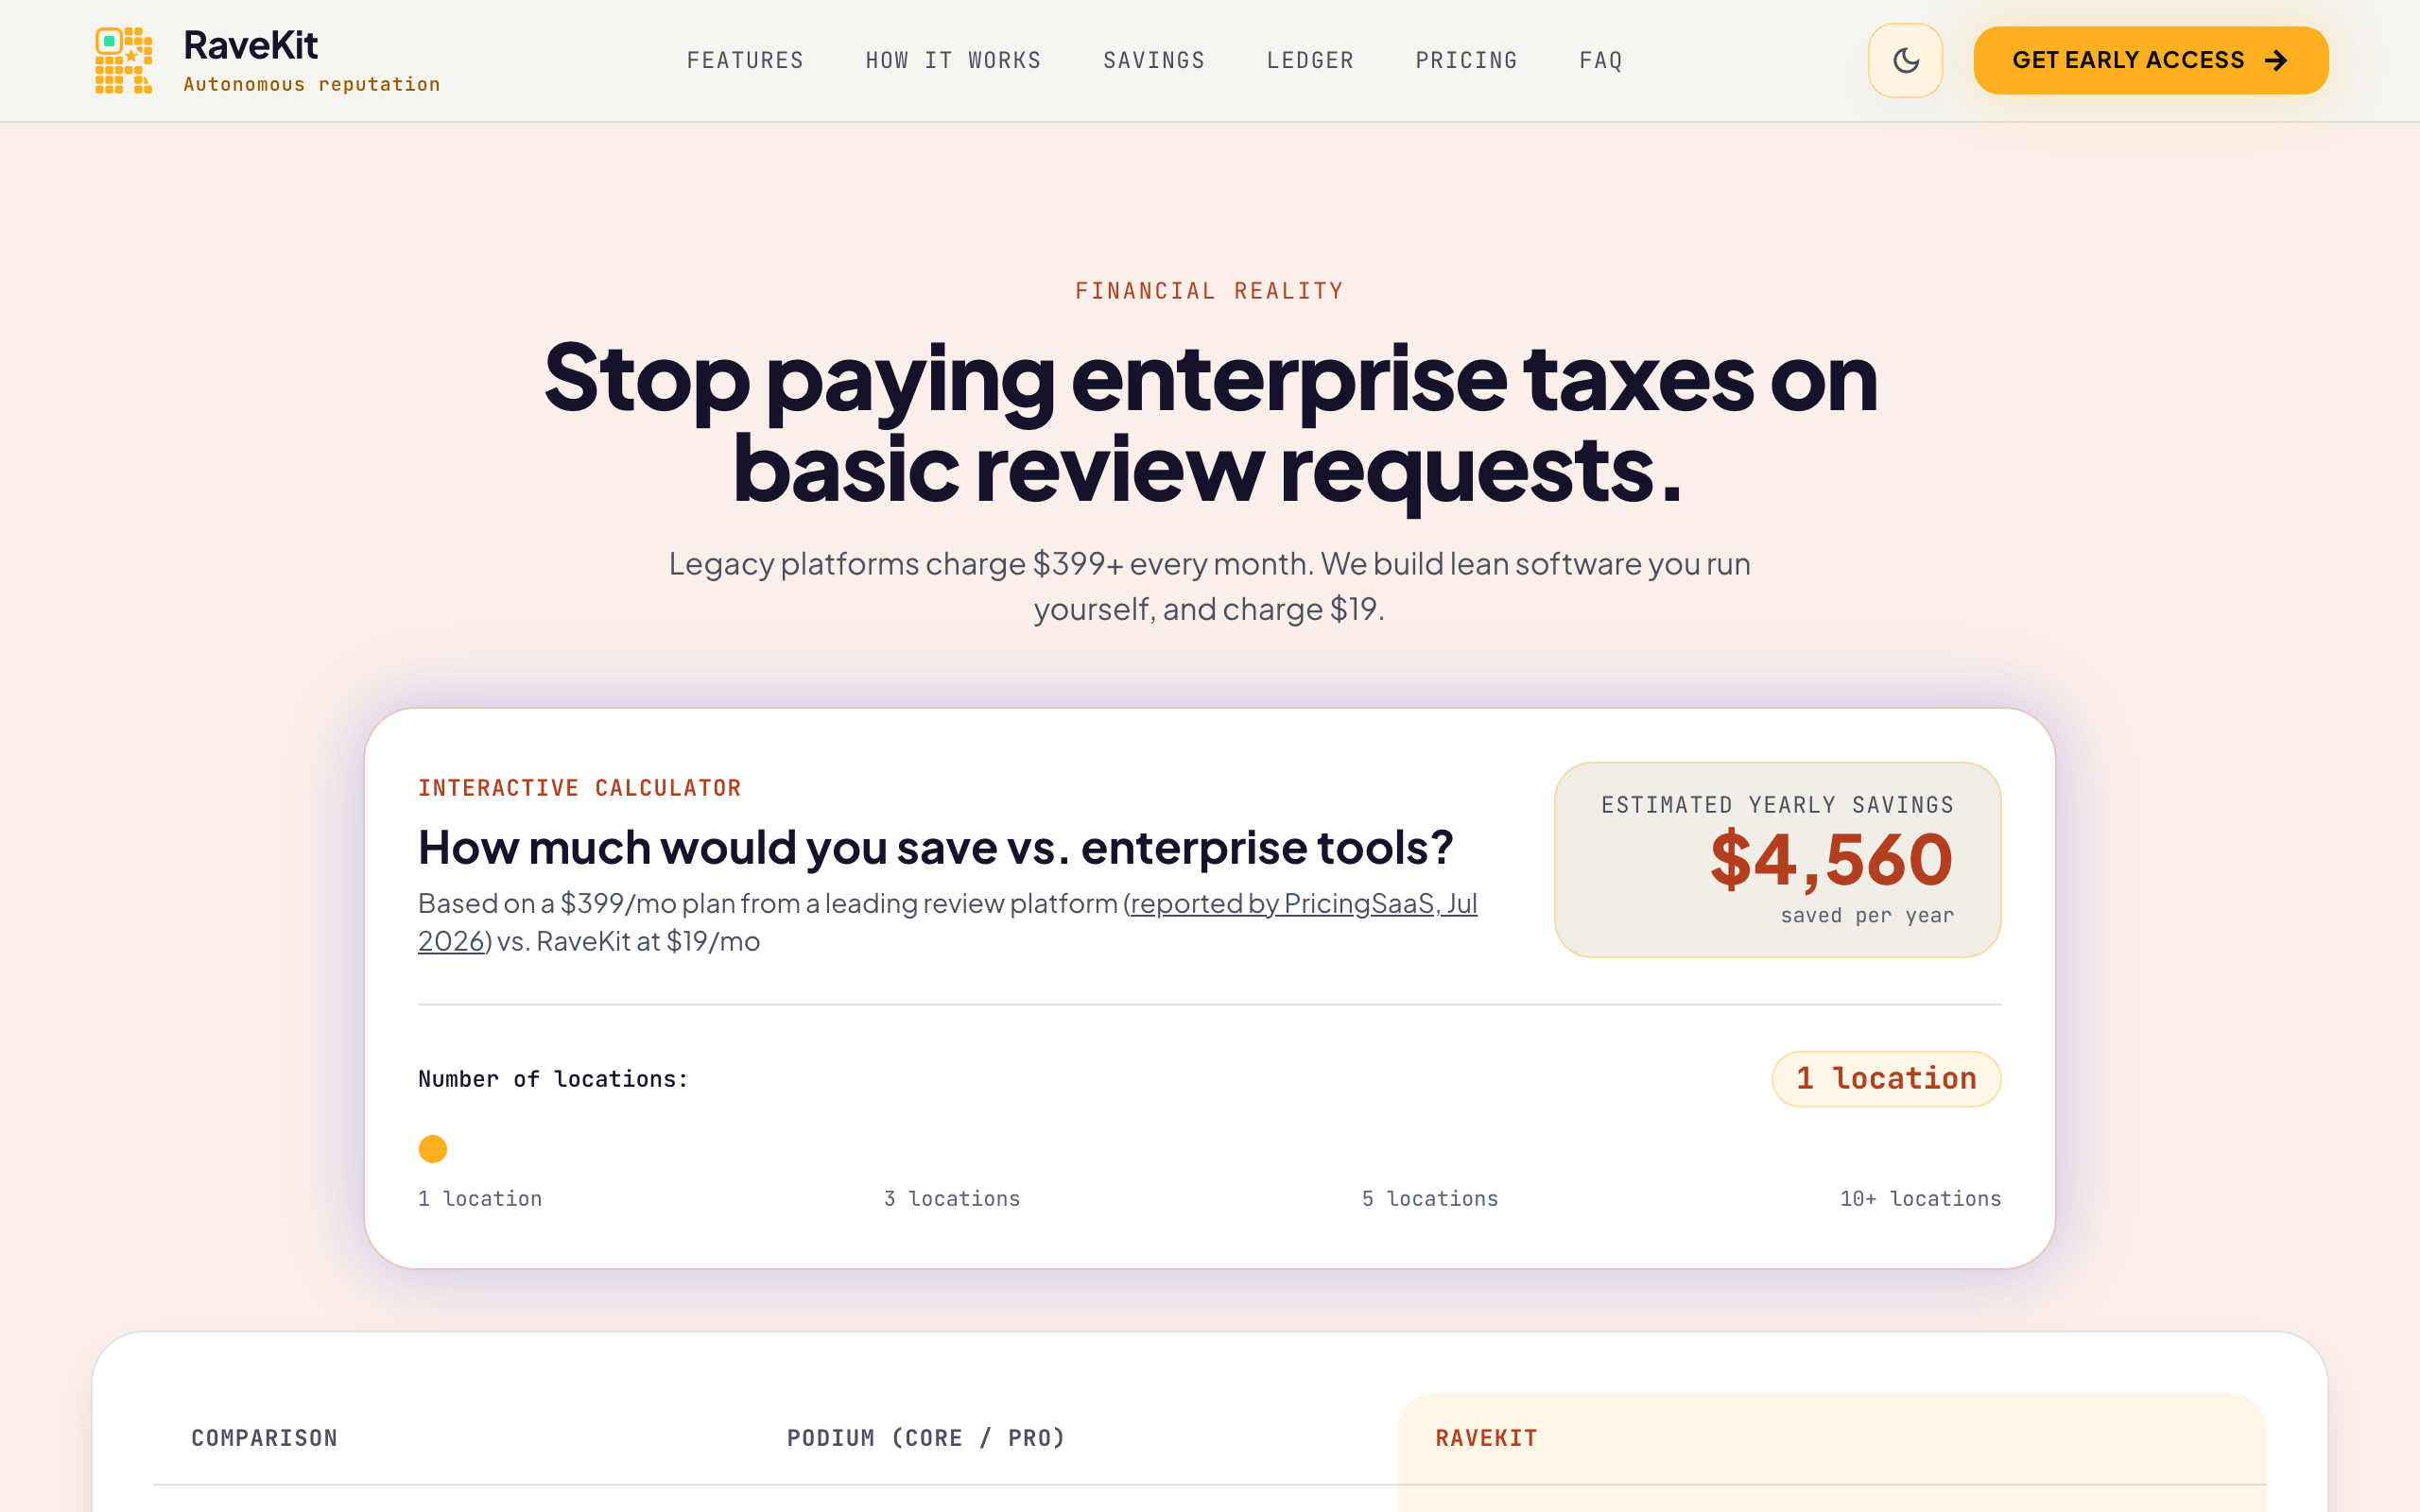 RaveKit
Autonomous reputation
FEATURES
HOW IT WORKS
SAVINGS
LEDGER
PRICING
FAQ
GET EARLY ACCESS
FINANCIAL REALITY
Stop paying enterprise taxes on
basic review requests.
Legacy platforms charge $399+ every month. We build lean software you run
yourself, and charge $19.
INTERACTIVE CALCULATOR
How much would you save vs. enterprise tools?
Based on a $399/mo plan from a leading review platform (reported by PricingSaaS, Jul
2026) vs. RaveKit at $19/mo
ESTIMATED YEARLY SAVINGS
$4,560
saved per year
Number of locations:
1 location
1 location
3 locations
5 locations
10+ locations
COMPARISON
PODIUM (CORE / PRO)
RAVEKIT